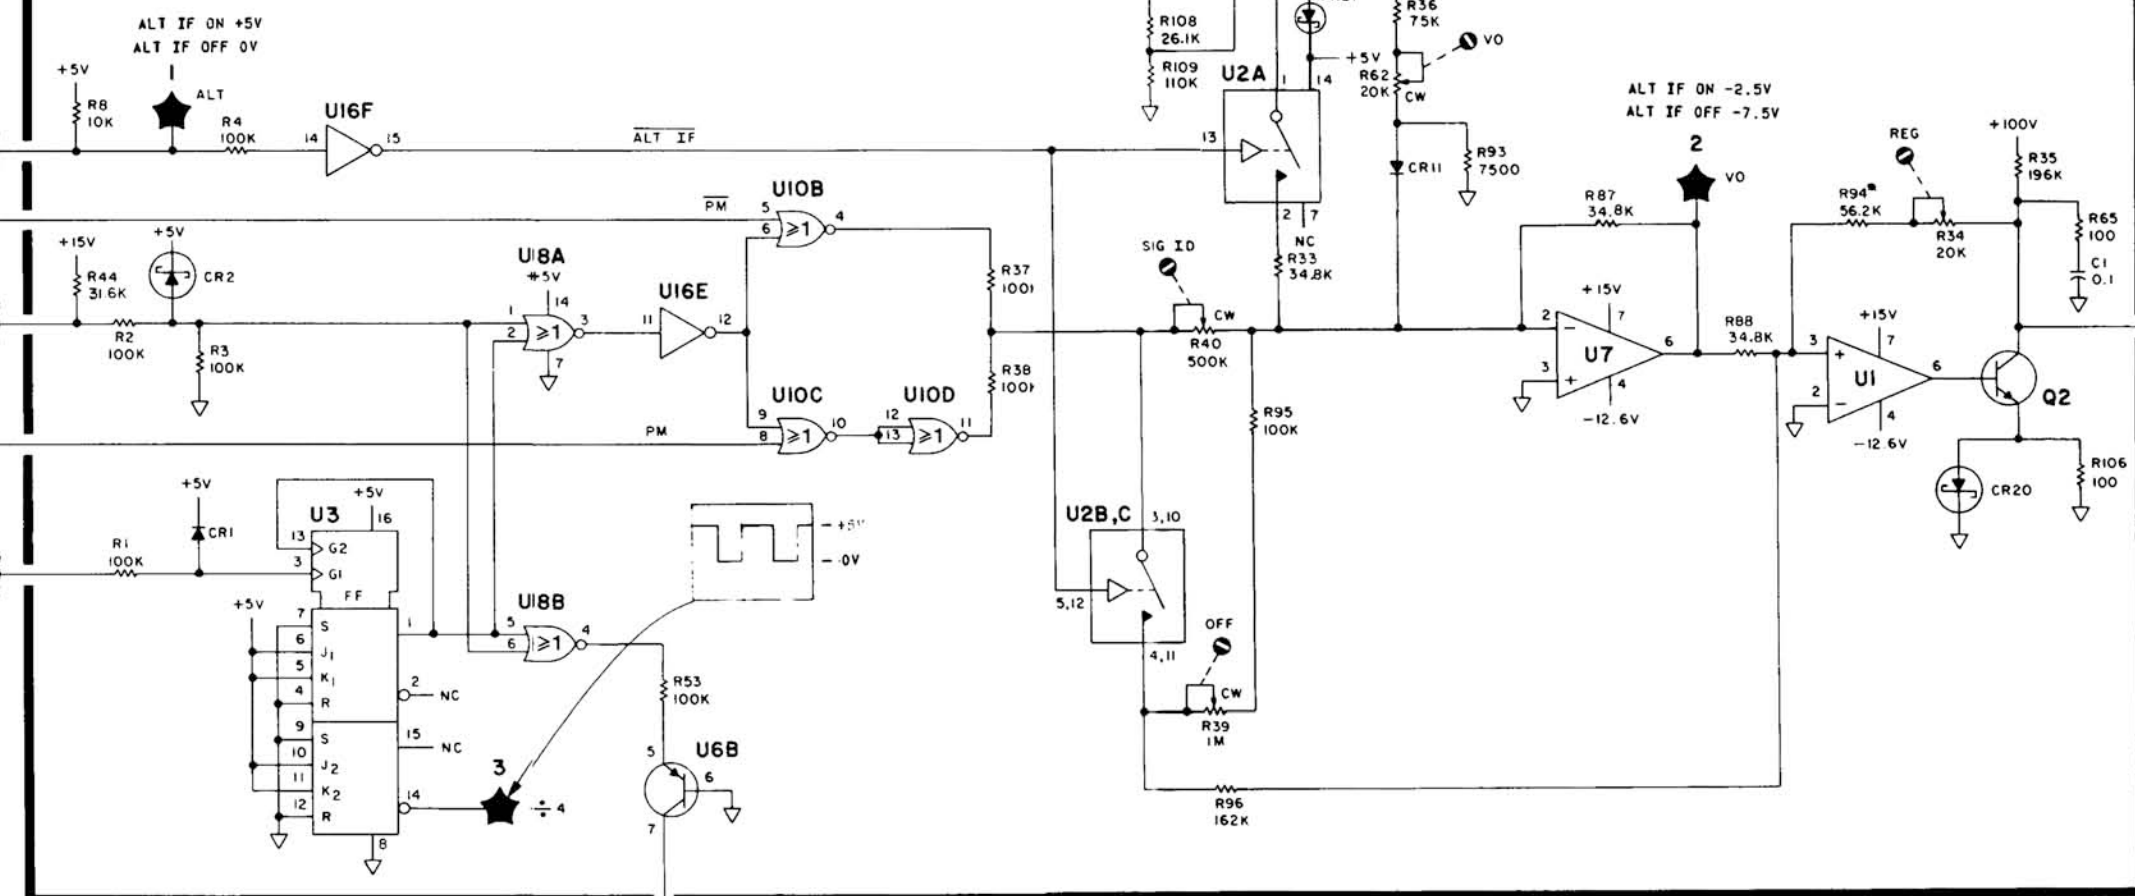 ALT IF ON +5V
ALT IF OFF 0V
+5V
1
R8
10K
ALT
R4
100K
14
U16F
15
ALT IF
R108
26.1K
R109
110K
U2A
1
14
+5V
13
2
7
NC
R33
34.8K
R36
75K
VO
R62
20K
CW
CR11
R93
7500
ALT IF ON -2.5V
ALT IF OFF -7.5V
2
VO
R87
34.8K
REG
R94
56.2K
R34
20K
+100V
R35
196K
R65
100
C1
0.1
PM
5
6
U10B
≥1
4
+15V
R44
31.6K
+5V
CR2
R2
100K
R3
100K
U18A
+5V
14
1
2
≥1
3
7
U16E
11
12
R37
R38
SIG ID
CW
R40
500K
+15V
2
7
3
U7
6
4
-12.6V
R88
34.8K
+15V
3
7
2
U1
6
4
-12.6V
Q2
CR20
R106
100
PM
U10C
9
8
≥1
10
U10D
12
13
≥1
11
R95
100K
+5V
CR1
R1
100K
U3
+5V
16
13
G2
3
G1
FF
+5V
7
S
6
J1
5
K1
4
R
1
2
NC
9
S
10
J2
11
K2
12
R
15
NC
14
8
3
÷ 4
U18B
5
6
≥1
4
-0V
R53
100K
5
U6B
6
7
U2B,C
3,10
5,12
4,11
OFF
CW
R39
1M
R96
162K